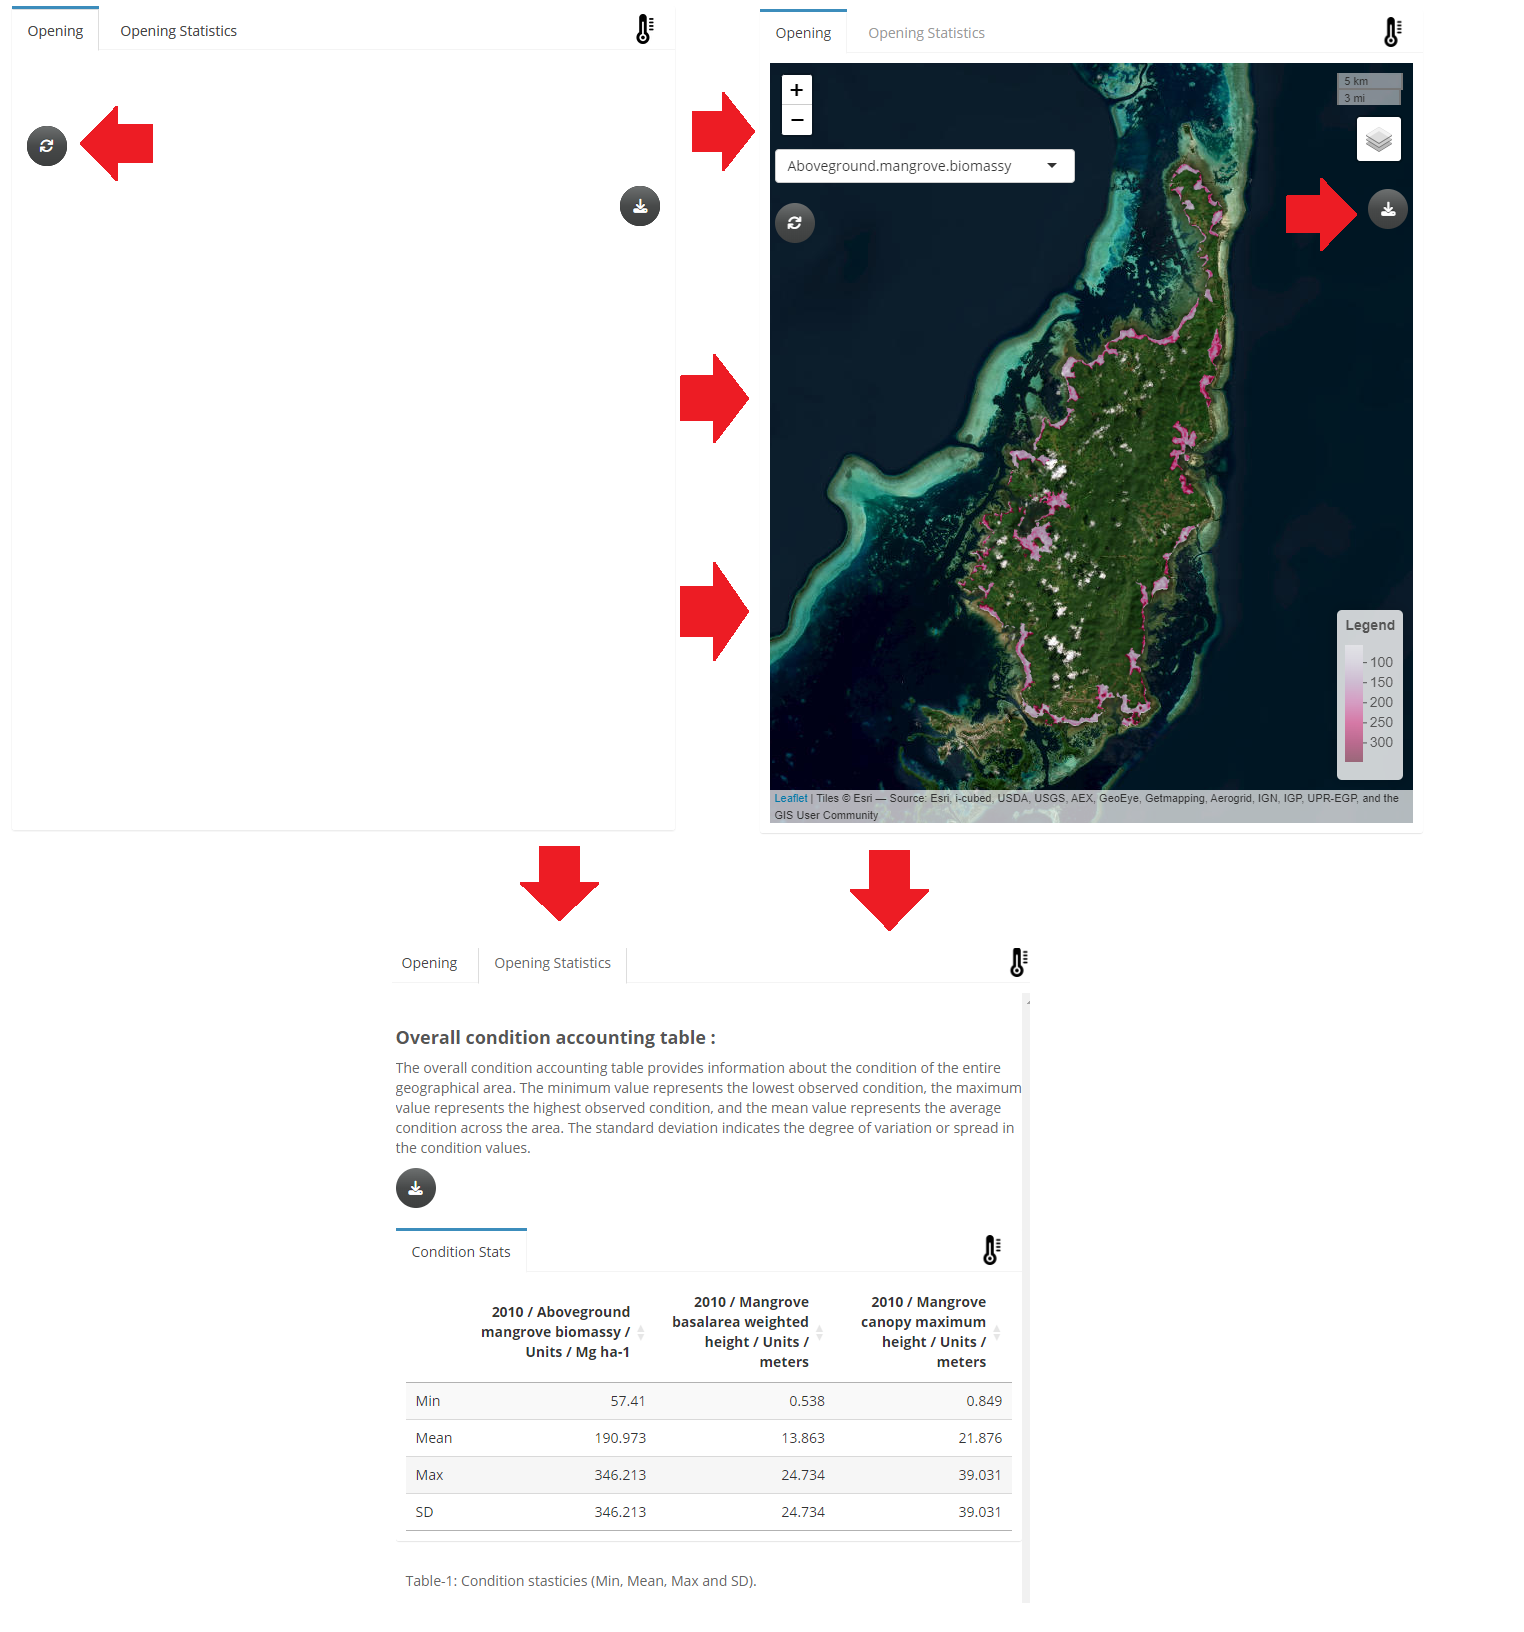 Opening
Opening Statistics
Opening
Opening Statistics
+
−
5 km
3 mi
Aboveground.mangrove.biomassy
Legend
100
150
200
250
300
Leaflet | Tiles © Esri — Source: Esri, i-cubed, USDA, USGS, AEX, GeoEye, Getmapping, Aerogrid, IGN, IGP, UPR-EGP, and the
GIS User Community
Opening
Opening Statistics
Overall condition accounting table :
The overall condition accounting table provides information about the condition of the entire
geographical area. The minimum value represents the lowest observed condition, the maximum
value represents the highest observed condition, and the mean value represents the average
condition across the area. The standard deviation indicates the degree of variation or spread in
the condition values.
Condition Stats
2010 / Aboveground
mangrove biomassy /
Units / Mg ha-1
2010 / Mangrove
basalarea weighted
height / Units /
meters
2010 / Mangrove
canopy maximum
height / Units /
meters
Min 57.41 0.538 0.849
Mean 190.973 13.863 21.876
Max 346.213 24.734 39.031
SD 346.213 24.734 39.031
Table-1: Condition stasticies (Min, Mean, Max and SD).